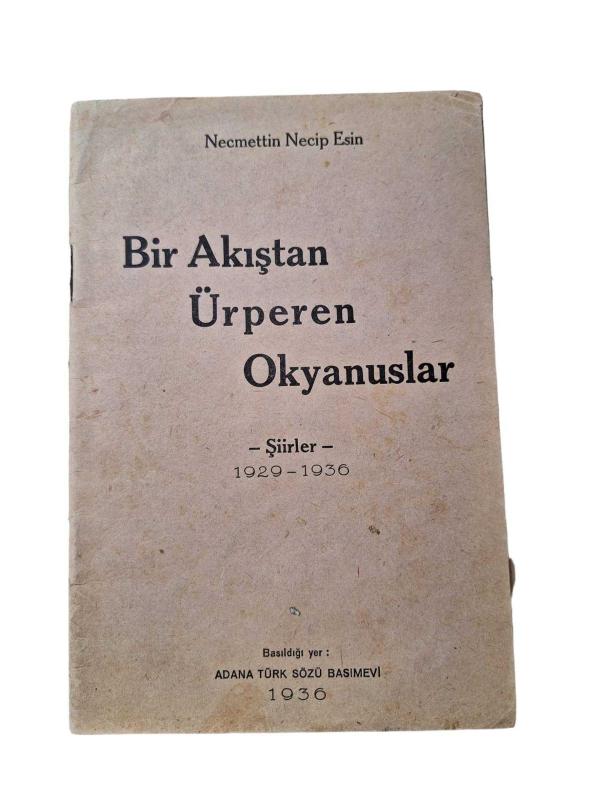 Necmettin Necip Esin
Bir Akıştan
Ürperen
Okyanuslar
– Şiirler –
1929–1936
Basıldığı yer :
ADANA TÜRK SÖZÜ BASIMEVİ
1936